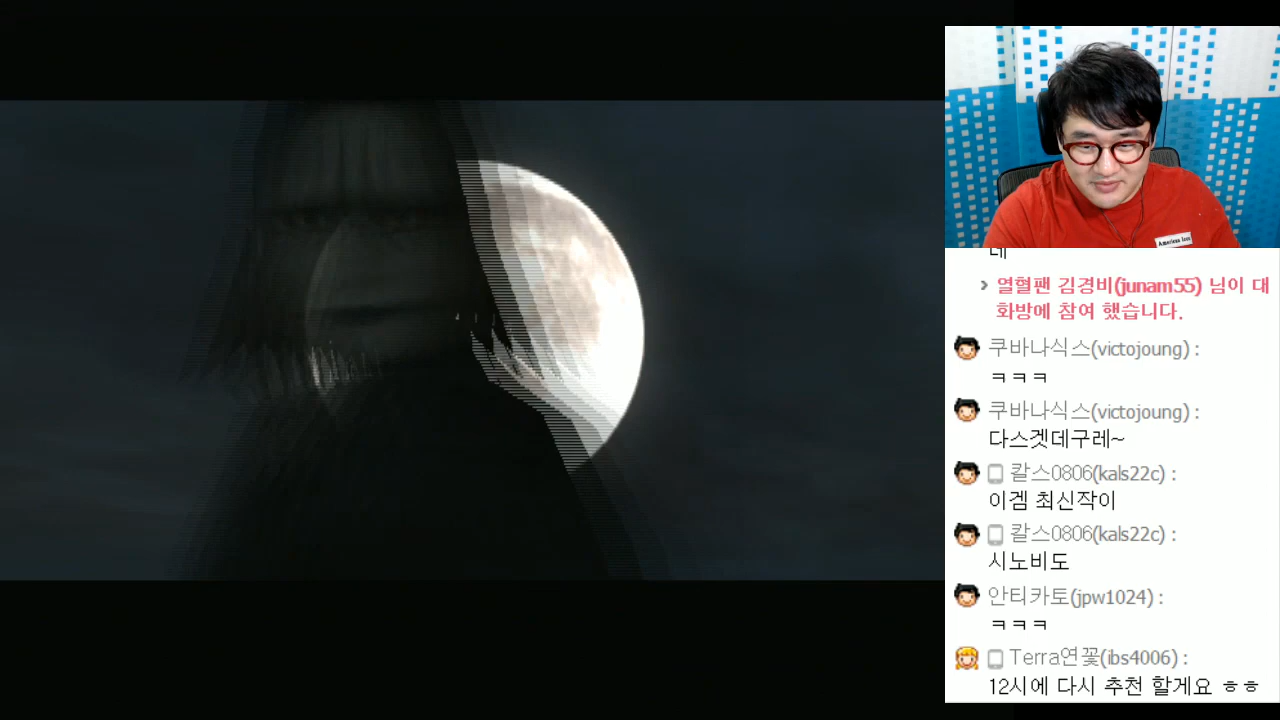 American Icon
데
> 열혈팬 김경비(junam55) 님이 대
화방에 참여 했습니다.
쿠바나식스(victojoung) :
ㅋㅋㅋ
쿠바나식스(victojoung) :
다스겟데구레~
칼스0806(kals22c) :
이겜 최신작이
칼스0806(kals22c) :
시노비도
안티카토(jpw1024) :
ㅋㅋㅋ
Terra연꽃(ibs4006) :
12시에 다시 추천 할게요 ㅎㅎ